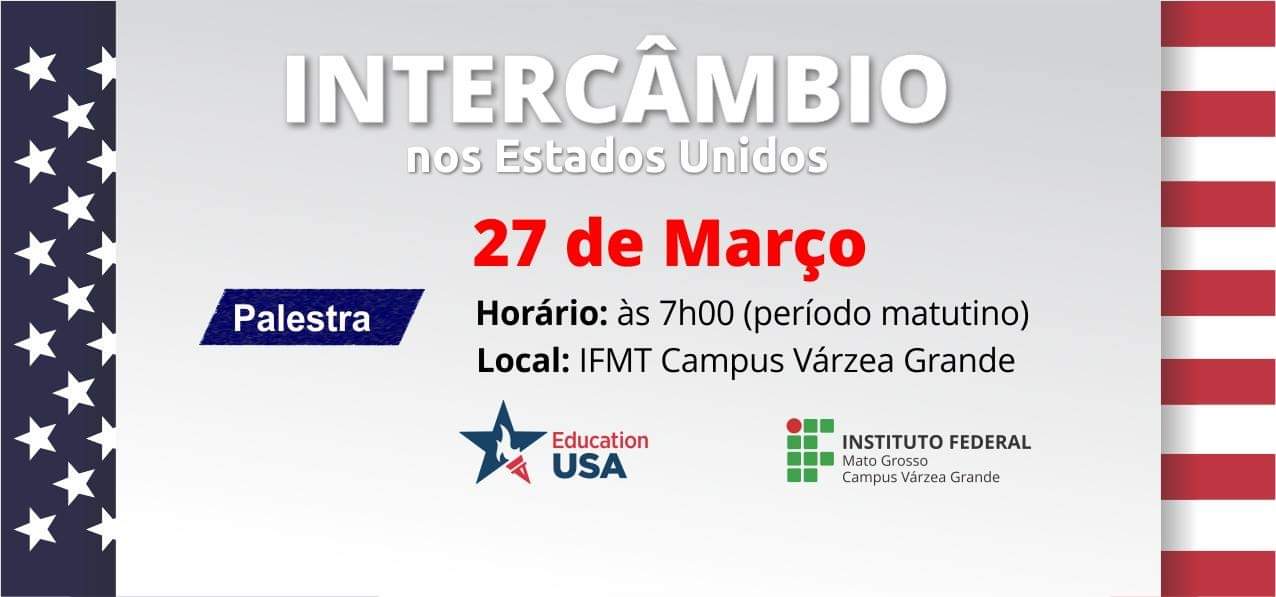 INTERCÂMBIO
nos Estados Unidos
27 de Março
Palestra
Horário: às 7h00 (período matutino)
Local: IFMT Campus Várzea Grande
Education
USA
INSTITUTO FEDERAL
Mato Grosso
Campus Várzea Grande